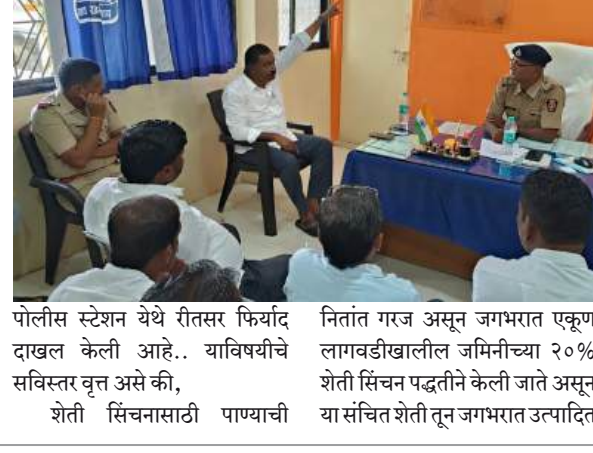 पोलीस स्टेशन येथे रीतसर फिर्याद
दाखल केली आहे.. याविषयीचे
सविस्तर वृत्त असे की,
शेती सिंचनासाठी पाण्याची
नितांत गरज असून जगभरात एकूण
लागवडीखालील जमिनीच्या २०%
शेती सिंचन पद्धतीने केली जाते असून
या संचित शेती तून जगभरात उत्पादित